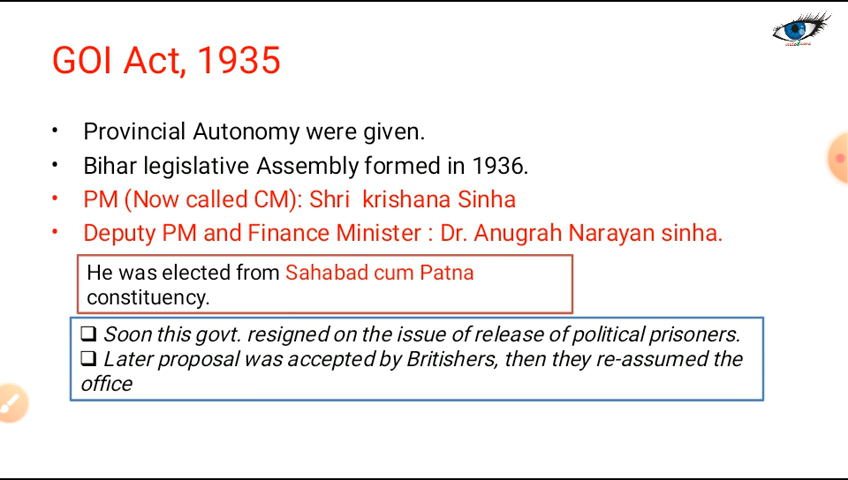 GOI Act, 1935
• Provincial Autonomy were given.
• Bihar legislative Assembly formed in 1936.
• PM (Now called CM): Shri krishana Sinha
• Deputy PM and Finance Minister : Dr. Anugrah Narayan sinha.
He was elected from Sahabad cum Patna
constituency.
❑ Soon this govt. resigned on the issue of release of political prisoners.
❑ Later proposal was accepted by Britishers, then they re-assumed the
office